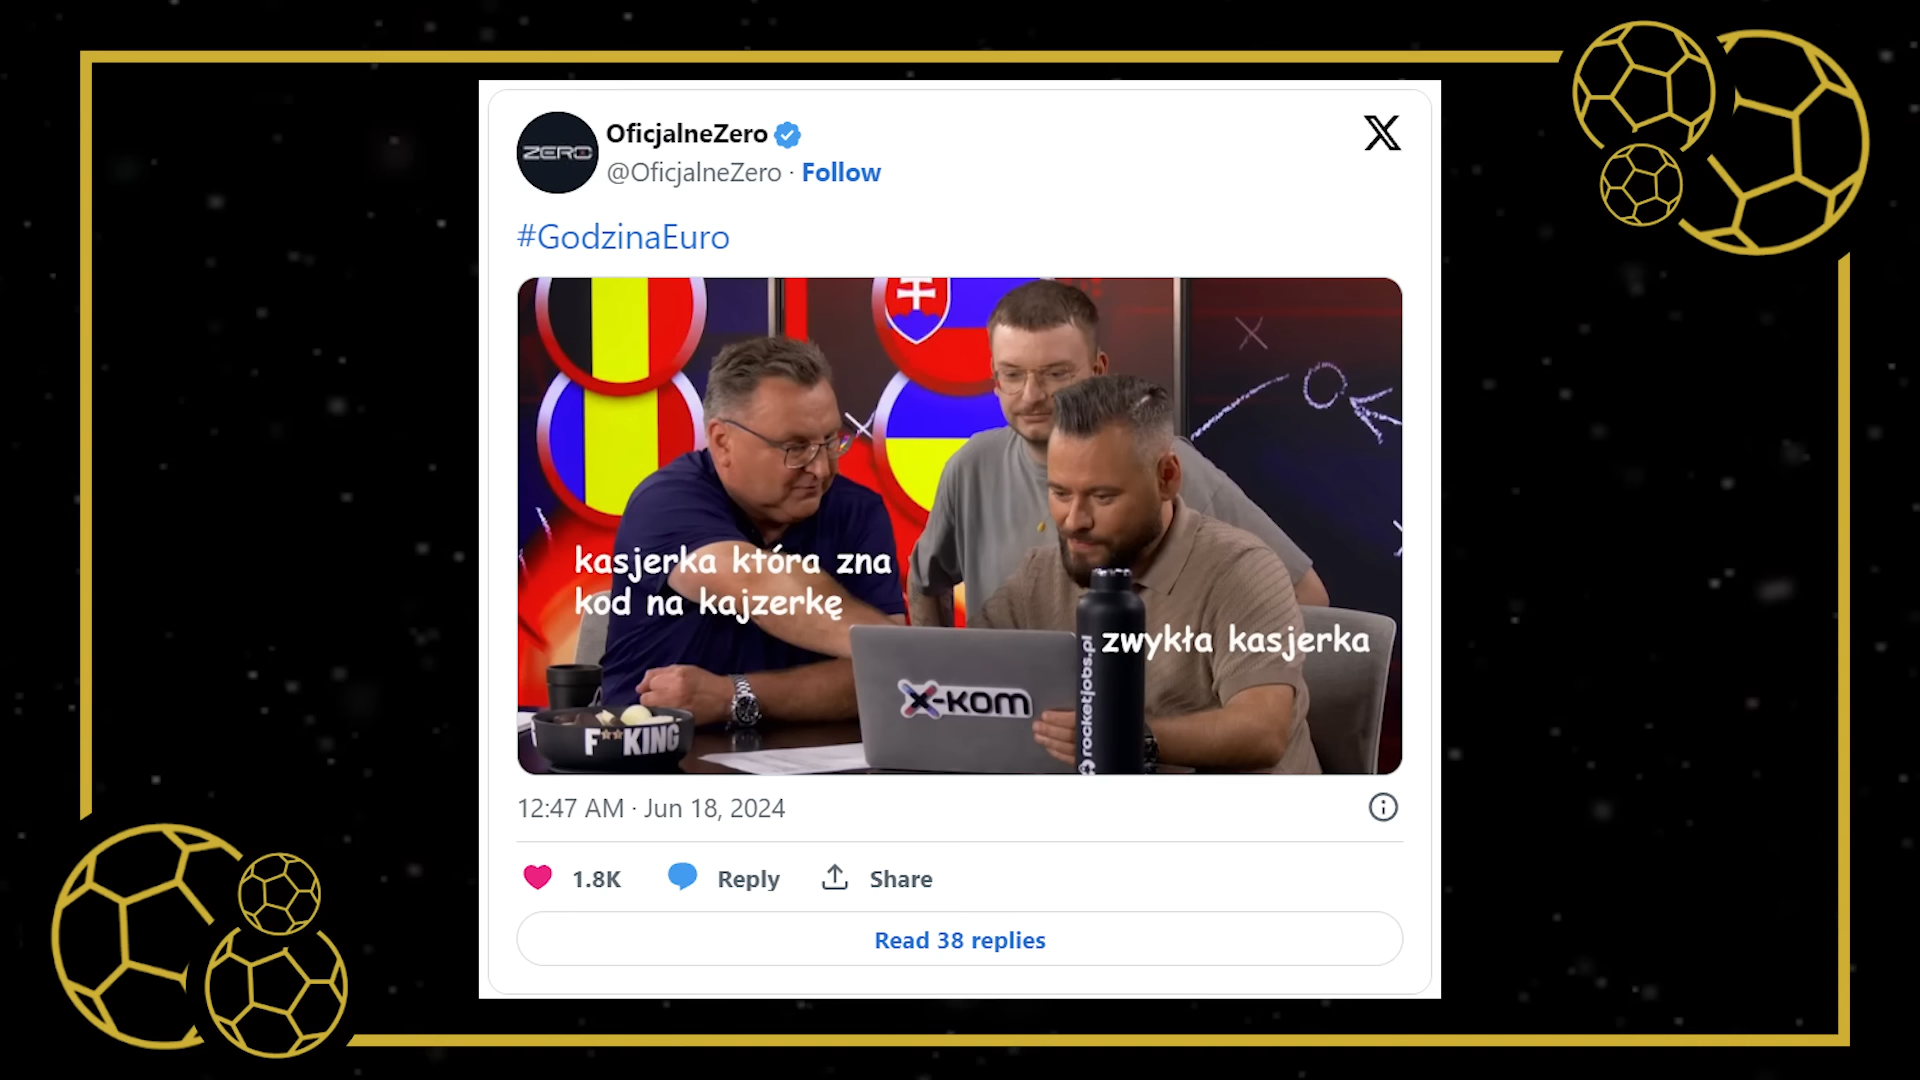 ZERO
OficjalneZero
@OficjalneZero · Follow
#GodzinaEuro
kasjerka która zna
kod na kajzerkę
zwykła kasjerka
X-KOM
rocketjobs.pl
F**KING
12:47 AM · Jun 18, 2024
1.8K
Reply
Share
Read 38 replies